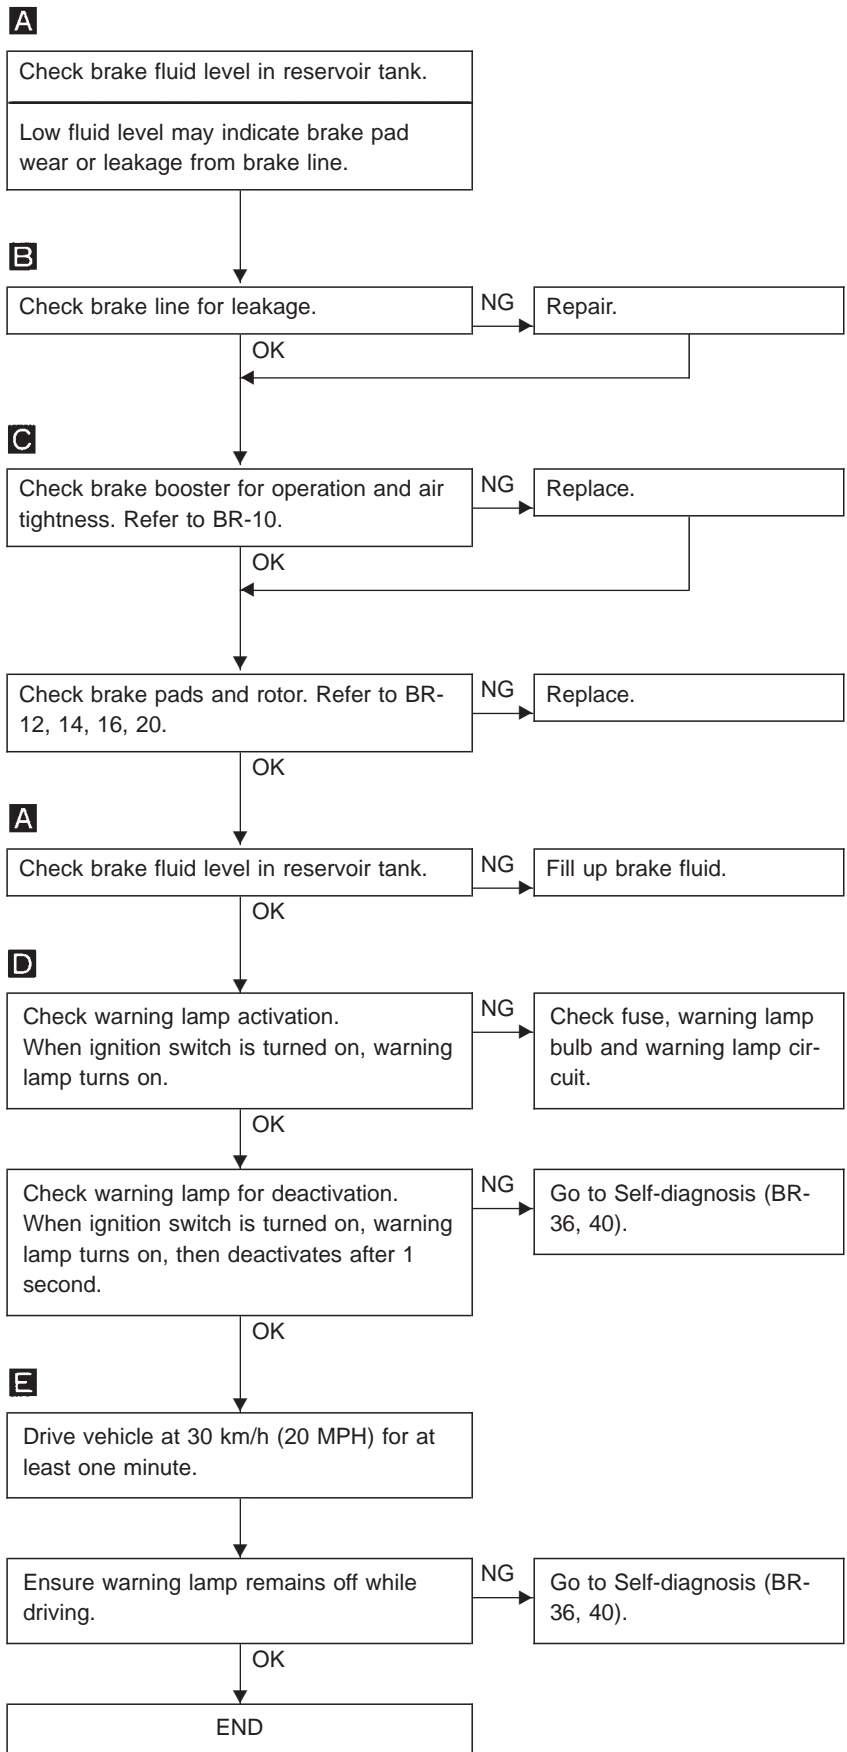 A
Check brake fluid level in reservoir tank.
Low fluid level may indicate brake pad
wear or leakage from brake line.
B
Check brake line for leakage.
NG
Repair.
OK
C
Check brake booster for operation and air
tightness. Refer to BR-10.
NG
Replace.
OK
Check brake pads and rotor. Refer to BR-
12, 14, 16, 20.
NG
Replace.
OK
A
Check brake fluid level in reservoir tank.
NG
Fill up brake fluid.
OK
D
Check warning lamp activation.
When ignition switch is turned on, warning
lamp turns on.
NG
Check fuse, warning lamp
bulb and warning lamp cir-
cuit.
OK
Check warning lamp for deactivation.
When ignition switch is turned on, warning
lamp turns on, then deactivates after 1
second.
NG
Go to Self-diagnosis (BR-
36, 40).
OK
E
Drive vehicle at 30 km/h (20 MPH) for at
least one minute.
Ensure warning lamp remains off while
driving.
NG
Go to Self-diagnosis (BR-
36, 40).
OK
END